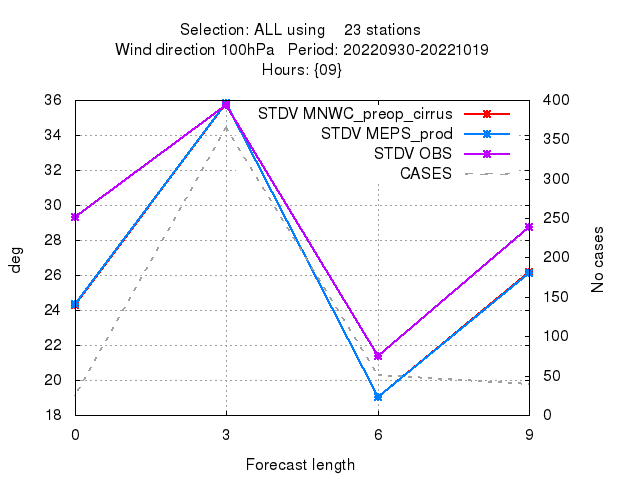 Selection: ALL using 23 stations
Wind direction 100hPa Period: 20220930-20221019
Hours: {09}
STDV MNWC_preop_cirrus
STDV MEPS_prod
STDV OBS
CASES
deg
36
34
32
30
28
26
24
22
20
18
400
350
300
250
200
150
100
50
0
No cases
0 3 6 9
Forecast length